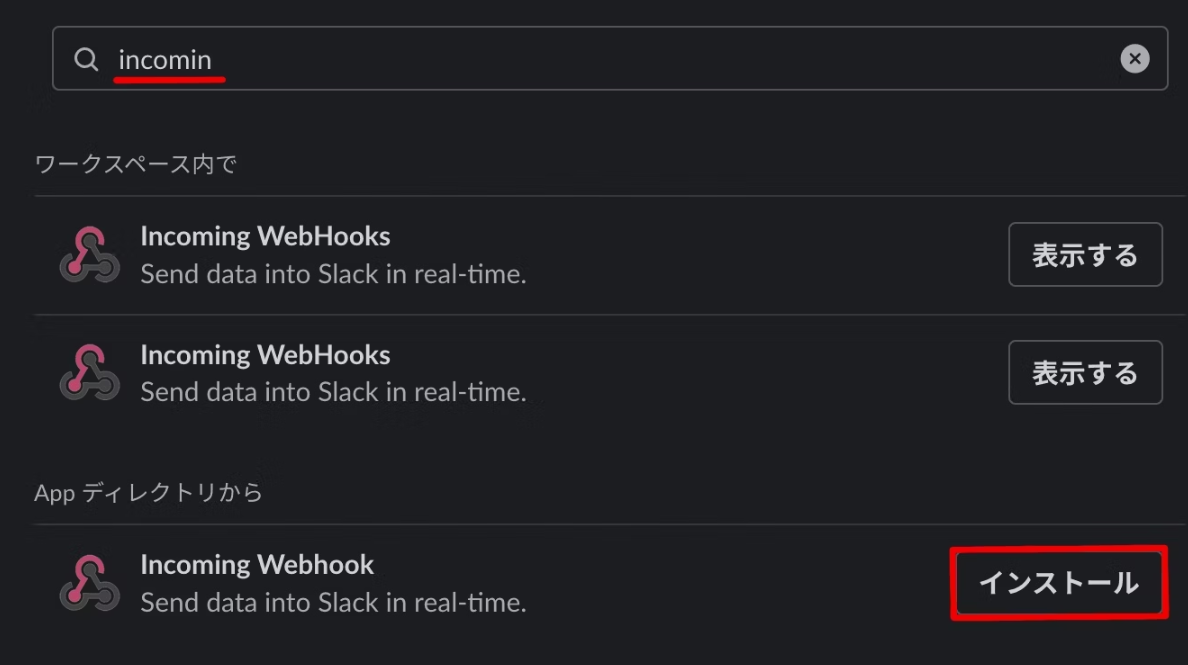 incomin
ワークスペース内で
Incoming WebHooks
Send data into Slack in real-time.
表示する
Incoming WebHooks
Send data into Slack in real-time.
表示する
App ディレクトリから
Incoming Webhook
Send data into Slack in real-time.
インストール